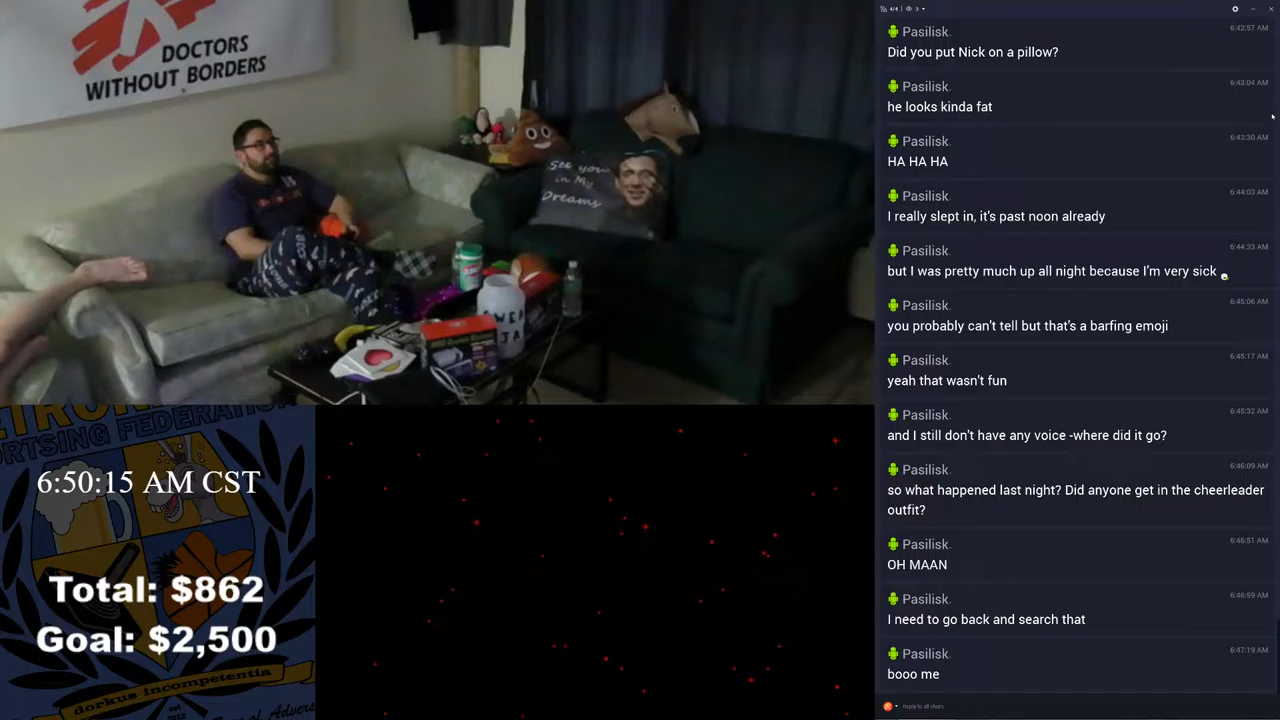 DOCTORS
WITHOUT BORDERS
See you
in My
Dreams
6:50:15 AM CST
Total: $862
Goal: $2,500
dorkus incompetentia
4/4
3
Pasilisk
6:42:57 AM
Did you put Nick on a pillow?
Pasilisk
6:43:04 AM
he looks kinda fat
Pasilisk
6:43:30 AM
HA HA HA
Pasilisk
6:44:03 AM
I really slept in, it's past noon already
Pasilisk
6:44:33 AM
but I was pretty much up all night because I'm very sick
Pasilisk
6:45:06 AM
you probably can't tell but that's a barfing emoji
Pasilisk
6:45:17 AM
yeah that wasn't fun
Pasilisk
6:45:32 AM
and I still don't have any voice -where did it go?
Pasilisk
6:46:09 AM
so what happened last night? Did anyone get in the cheerleader
outfit?
Pasilisk
6:46:51 AM
OH MAAN
Pasilisk
6:46:59 AM
I need to go back and search that
Pasilisk
6:47:19 AM
booo me
Reply to all chats